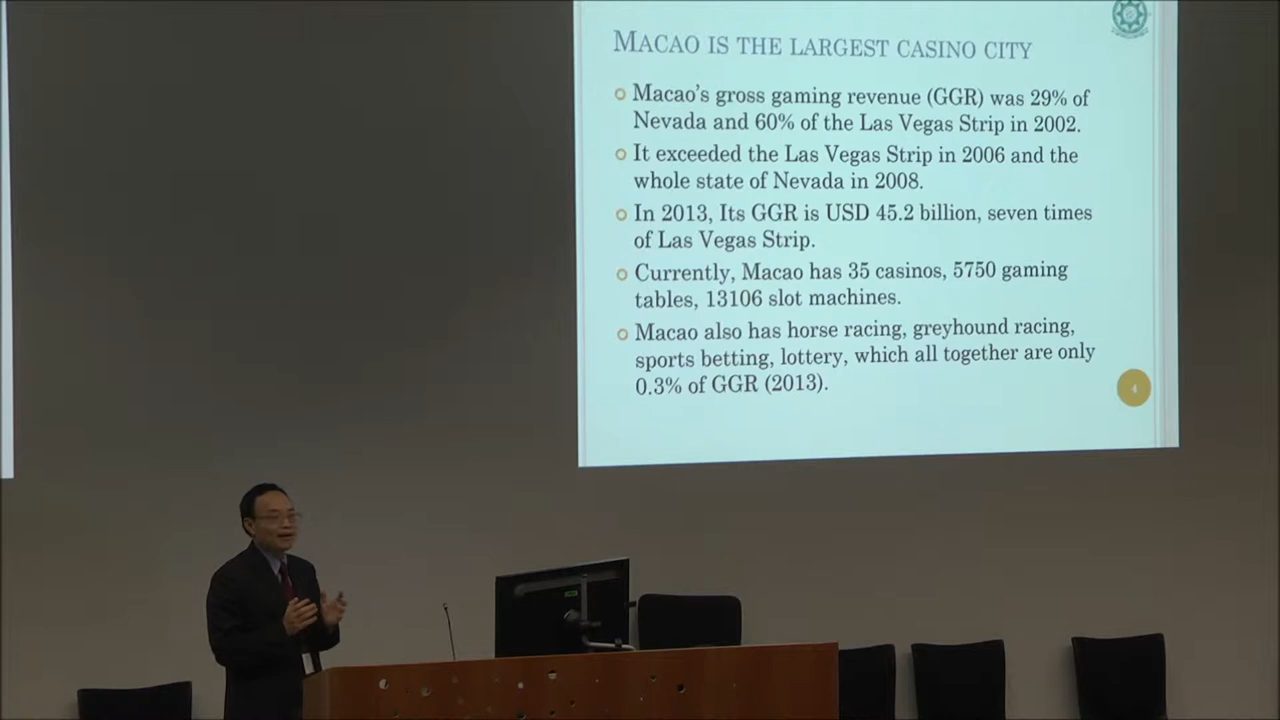 MACAO IS THE LARGEST CASINO CITY
Macao's gross gaming revenue (GGR) was 29% of
Nevada and 60% of the Las Vegas Strip in 2002.
It exceeded the Las Vegas Strip in 2006 and the
whole state of Nevada in 2008.
In 2013, Its GGR is USD 45.2 billion, seven times
of Las Vegas Strip.
Currently, Macao has 35 casinos, 5750 gaming
tables, 13106 slot machines.
Macao also has horse racing, greyhound racing,
sports betting, lottery, which all together are only
0.3% of GGR (2013).
4